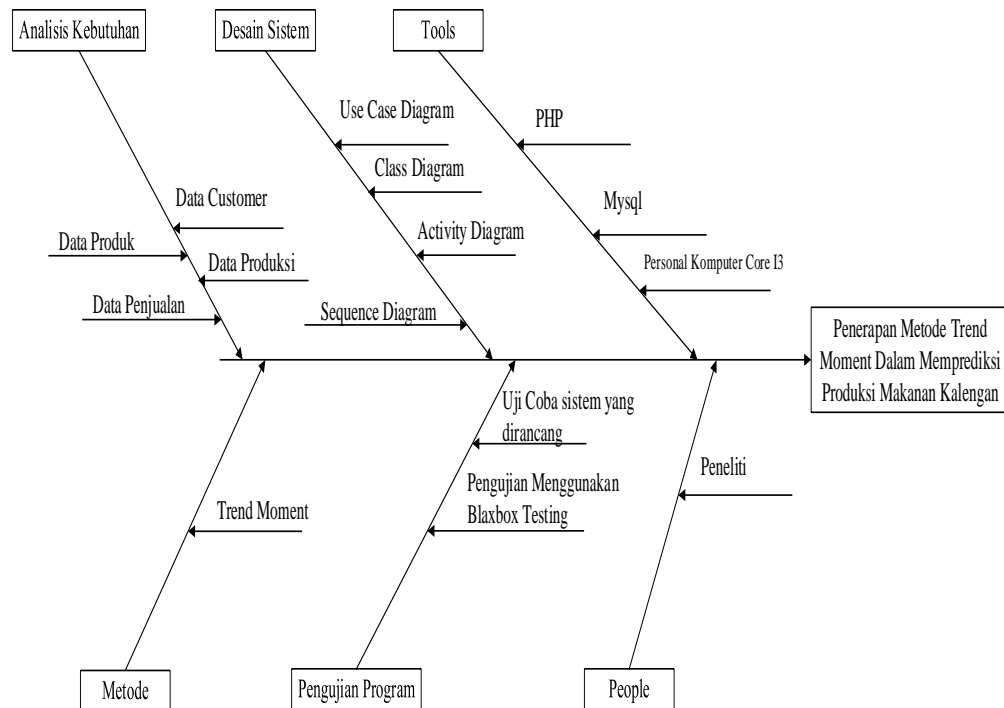 Analisis Kebutuhan
Desain Sistem
Tools
Use Case Diagram
PHP
Class Diagram
Data Customer
Mysql
Data Produk
Activity Diagram
Data Produksi
Personal Komputer Core I3
Data Penjualan
Sequence Diagram
Penerapan Metode Trend
Moment Dalam Memprediksi
Produksi Makanan Kalengan
Uji Coba sistem yang
dirancang
Peneliti
Pengujian Menggunakan
Blaxbox Testing
Trend Moment
Metode
Pengujian Program
People